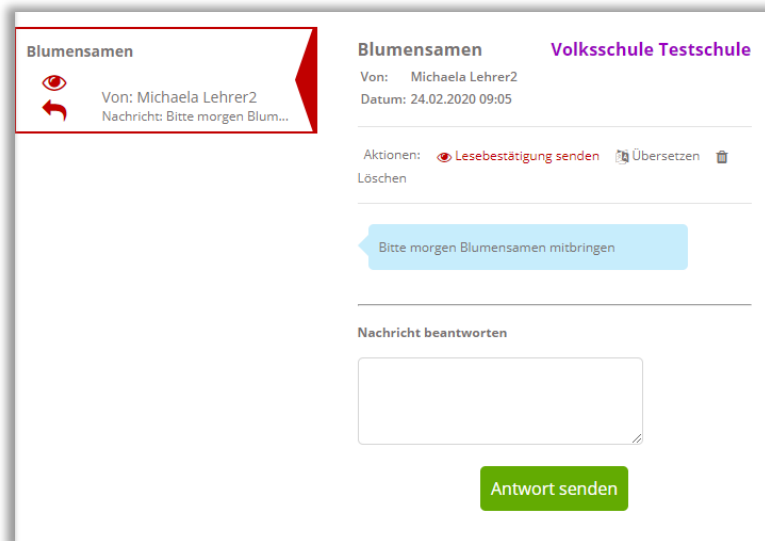 Blumensamen
Von: Michaela Lehrer2
Nachricht: Bitte morgen Blum...
Blumensamen Volksschule Testschule
Von: Michaela Lehrer2
Datum: 24.02.2020 09:05
Aktionen: Lesebestätigung senden Übersetzen
Löschen
Bitte morgen Blumensamen mitbringen
Nachricht beantworten
Antwort senden